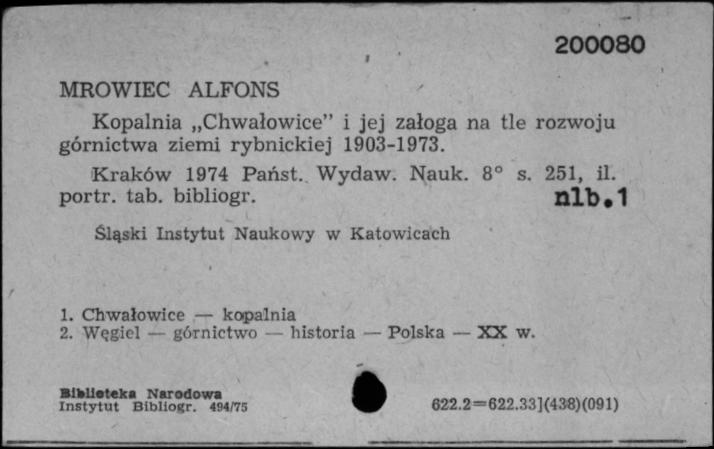 200080
MROWIEC ALFONS
Kopalnia „Chwałowice” i jej załoga na tle rozwoju
górnictwa ziemi rybnickiej 1903-1973.
Kraków 1974 Państ. Wydaw. Nauk. 8° s. 251, il.
portr. tab. bibliogr. nlb.1
Śląski Instytut Naukowy w Katowicach
1. Chwałowice — kopalnia
2. Węgiel — górnictwo — historia — Polska — XX w.
Biblioteka Narodowa
Instytut Bibliogr. 494/75 622.2=622.33](438)(091)